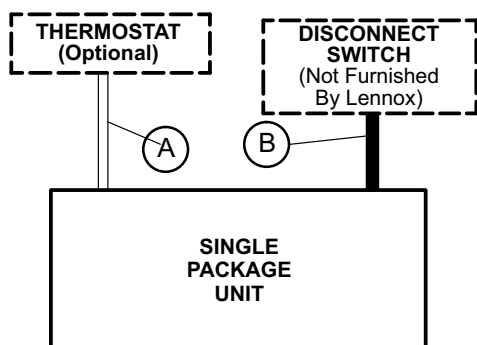 THERMOSTAT
(Optional)
DISCONNECT
SWITCH
(Not Furnished
By Lennox)
A
B
SINGLE
PACKAGE
UNIT